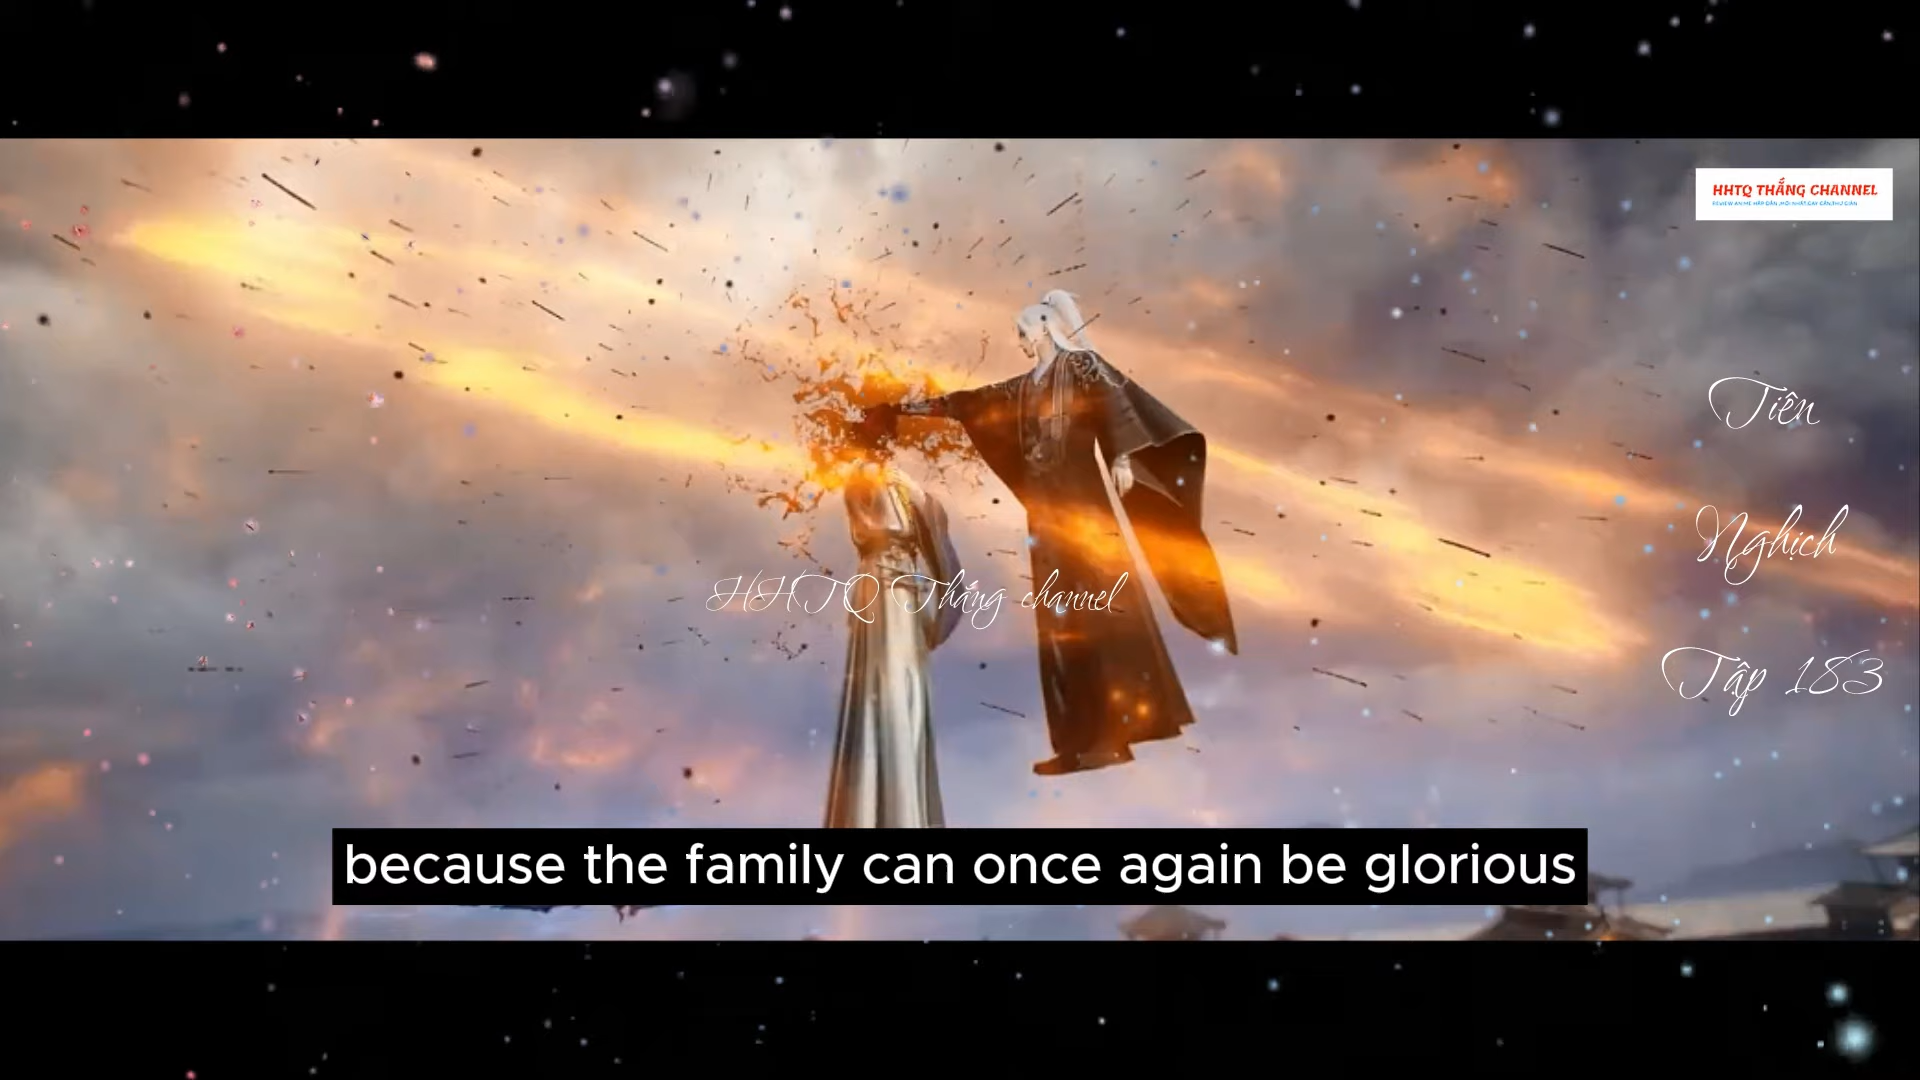 HHTQ THẮNG CHANNEL
Tiên
Nghịch
HHTQ Thắng channel
Tập 183
because the family can once again be glorious